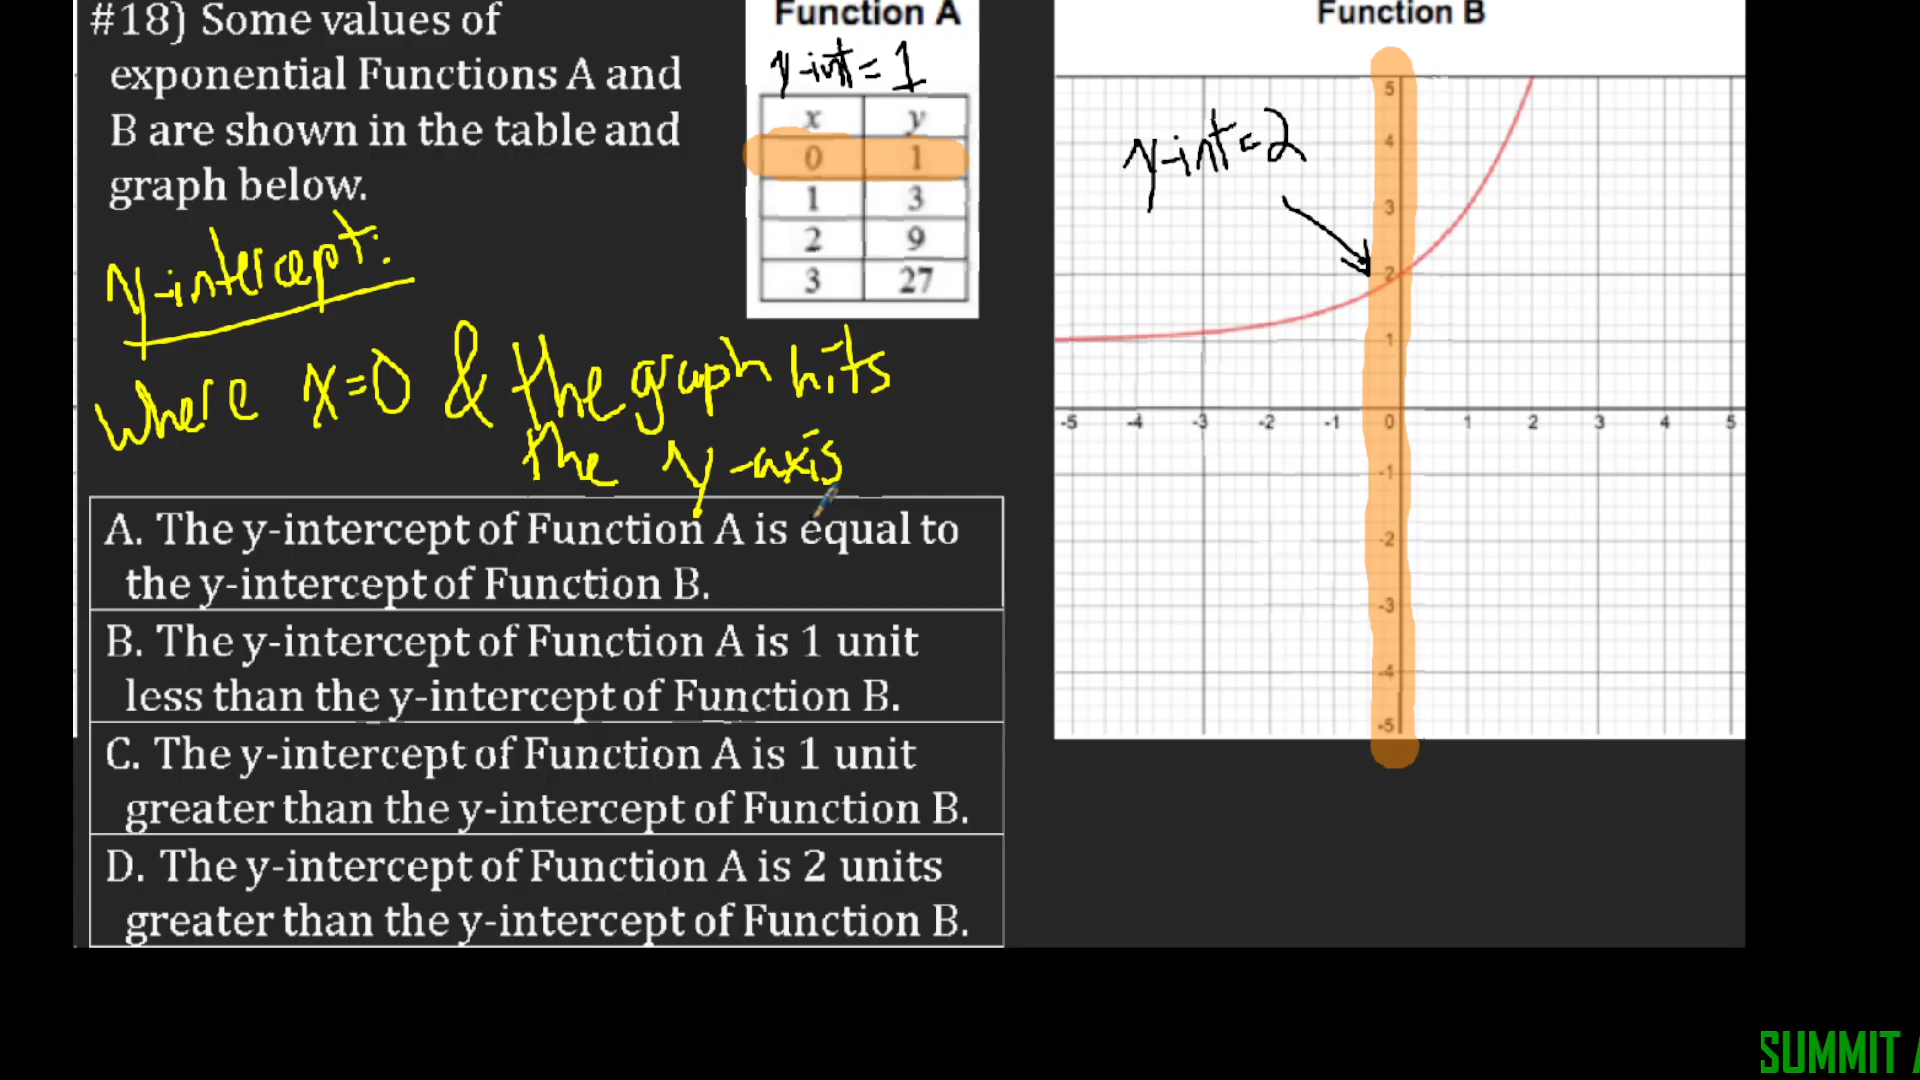 #18) Some values of
exponential Functions A and
B are shown in the table and
graph below.
y-intercept:
where x=0 & the graph hits
the y-axis
Function A
y-int = 1
x y
0 1
1 3
2 9
3 27
Function B
y-int=2
5
4
3
2
1
-5 -4 -3 -2 -1 0 1 2 3 4 5
-1
-2
-3
-4
-5
A. The y-intercept of Function A is equal to
the y-intercept of Function B.
B. The y-intercept of Function A is 1 unit
less than the y-intercept of Function B.
C. The y-intercept of Function A is 1 unit
greater than the y-intercept of Function B.
D. The y-intercept of Function A is 2 units
greater than the y-intercept of Function B.
SUMMIT